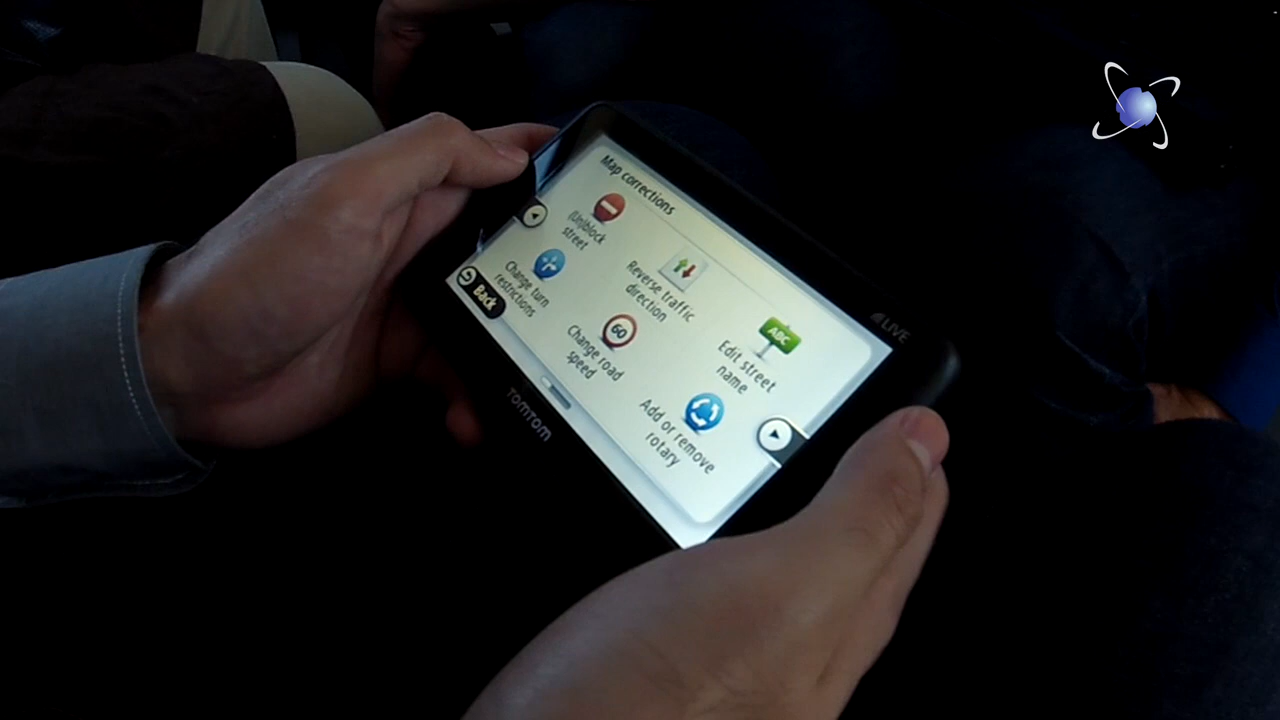 Map corrections
(Un)block
street
Reverse traffic
direction
ABC
Edit street
name
Change turn
restrictions
60
Change road
speed
Add or remove
rotary
Back
LIVE
TOMTOM